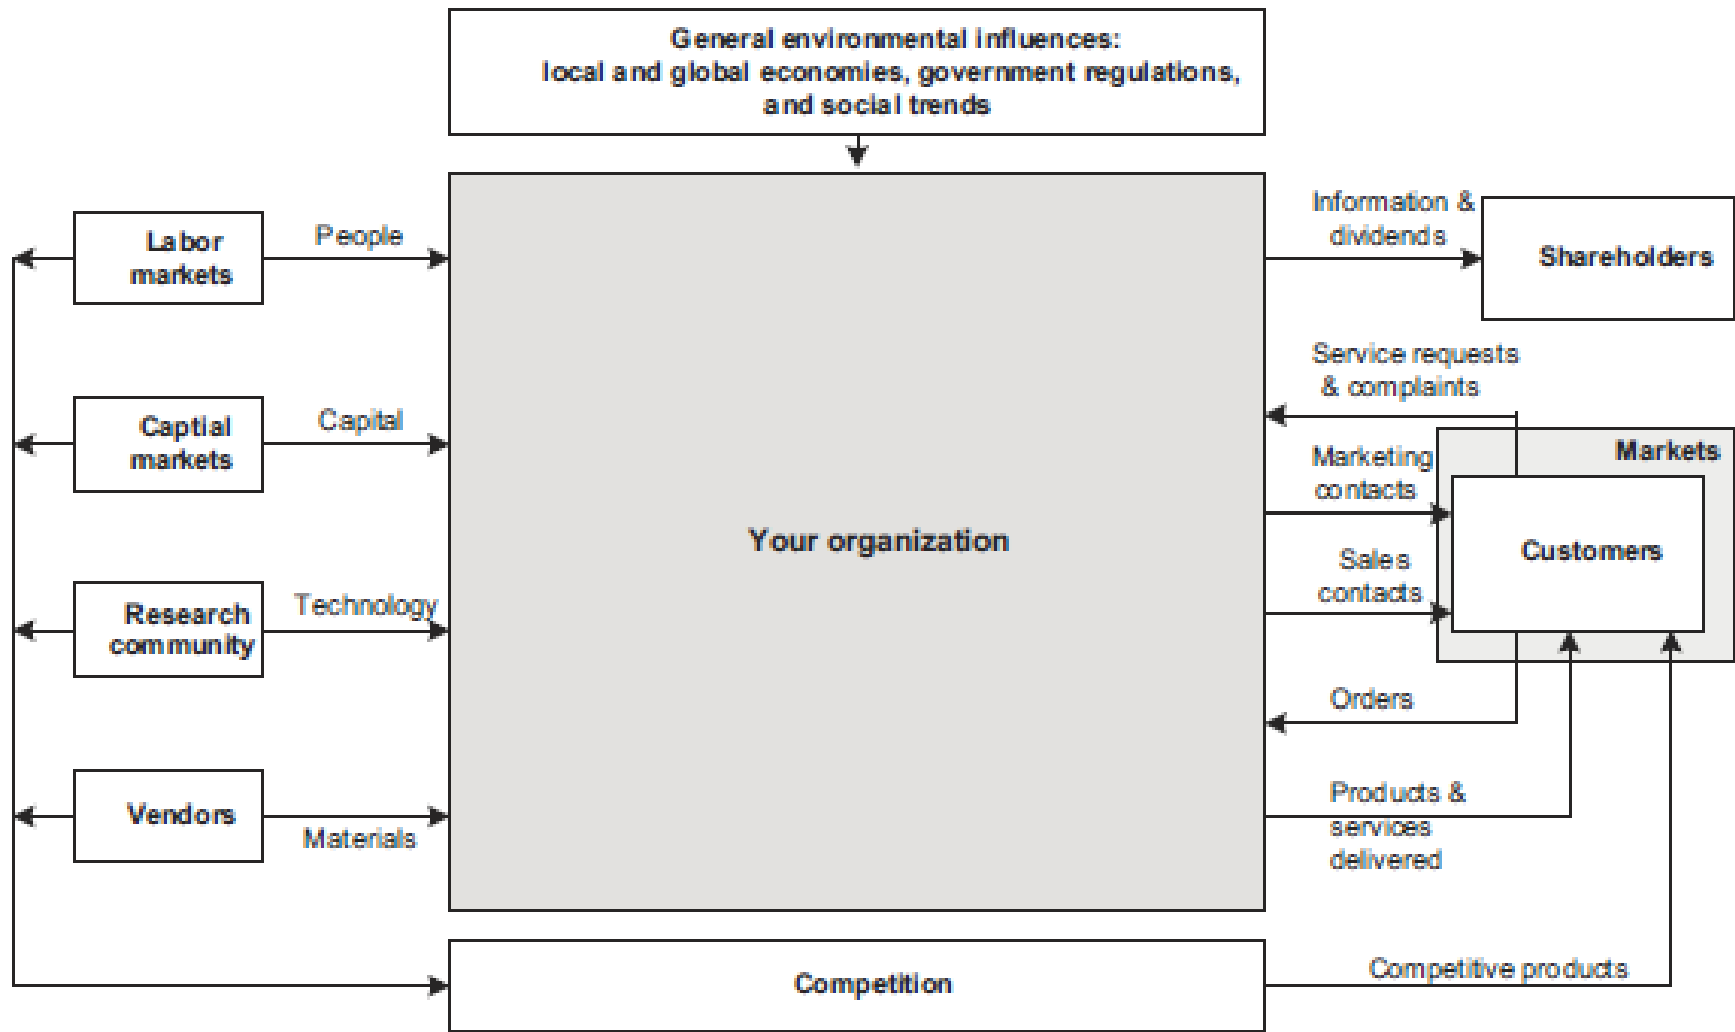 General environmental influences:
local and global economies, government regulations,
and social trends
Labor
markets
People
Information &
dividends
Shareholders
Service requests
& complaints
Captial
markets
Capital
Marketing
contacts
Markets
Your organization
Customers
Sales
contacts
Research
community
Technology
Orders
Vendors
Materials
Products &
services
delivered
Competition
Competitive products